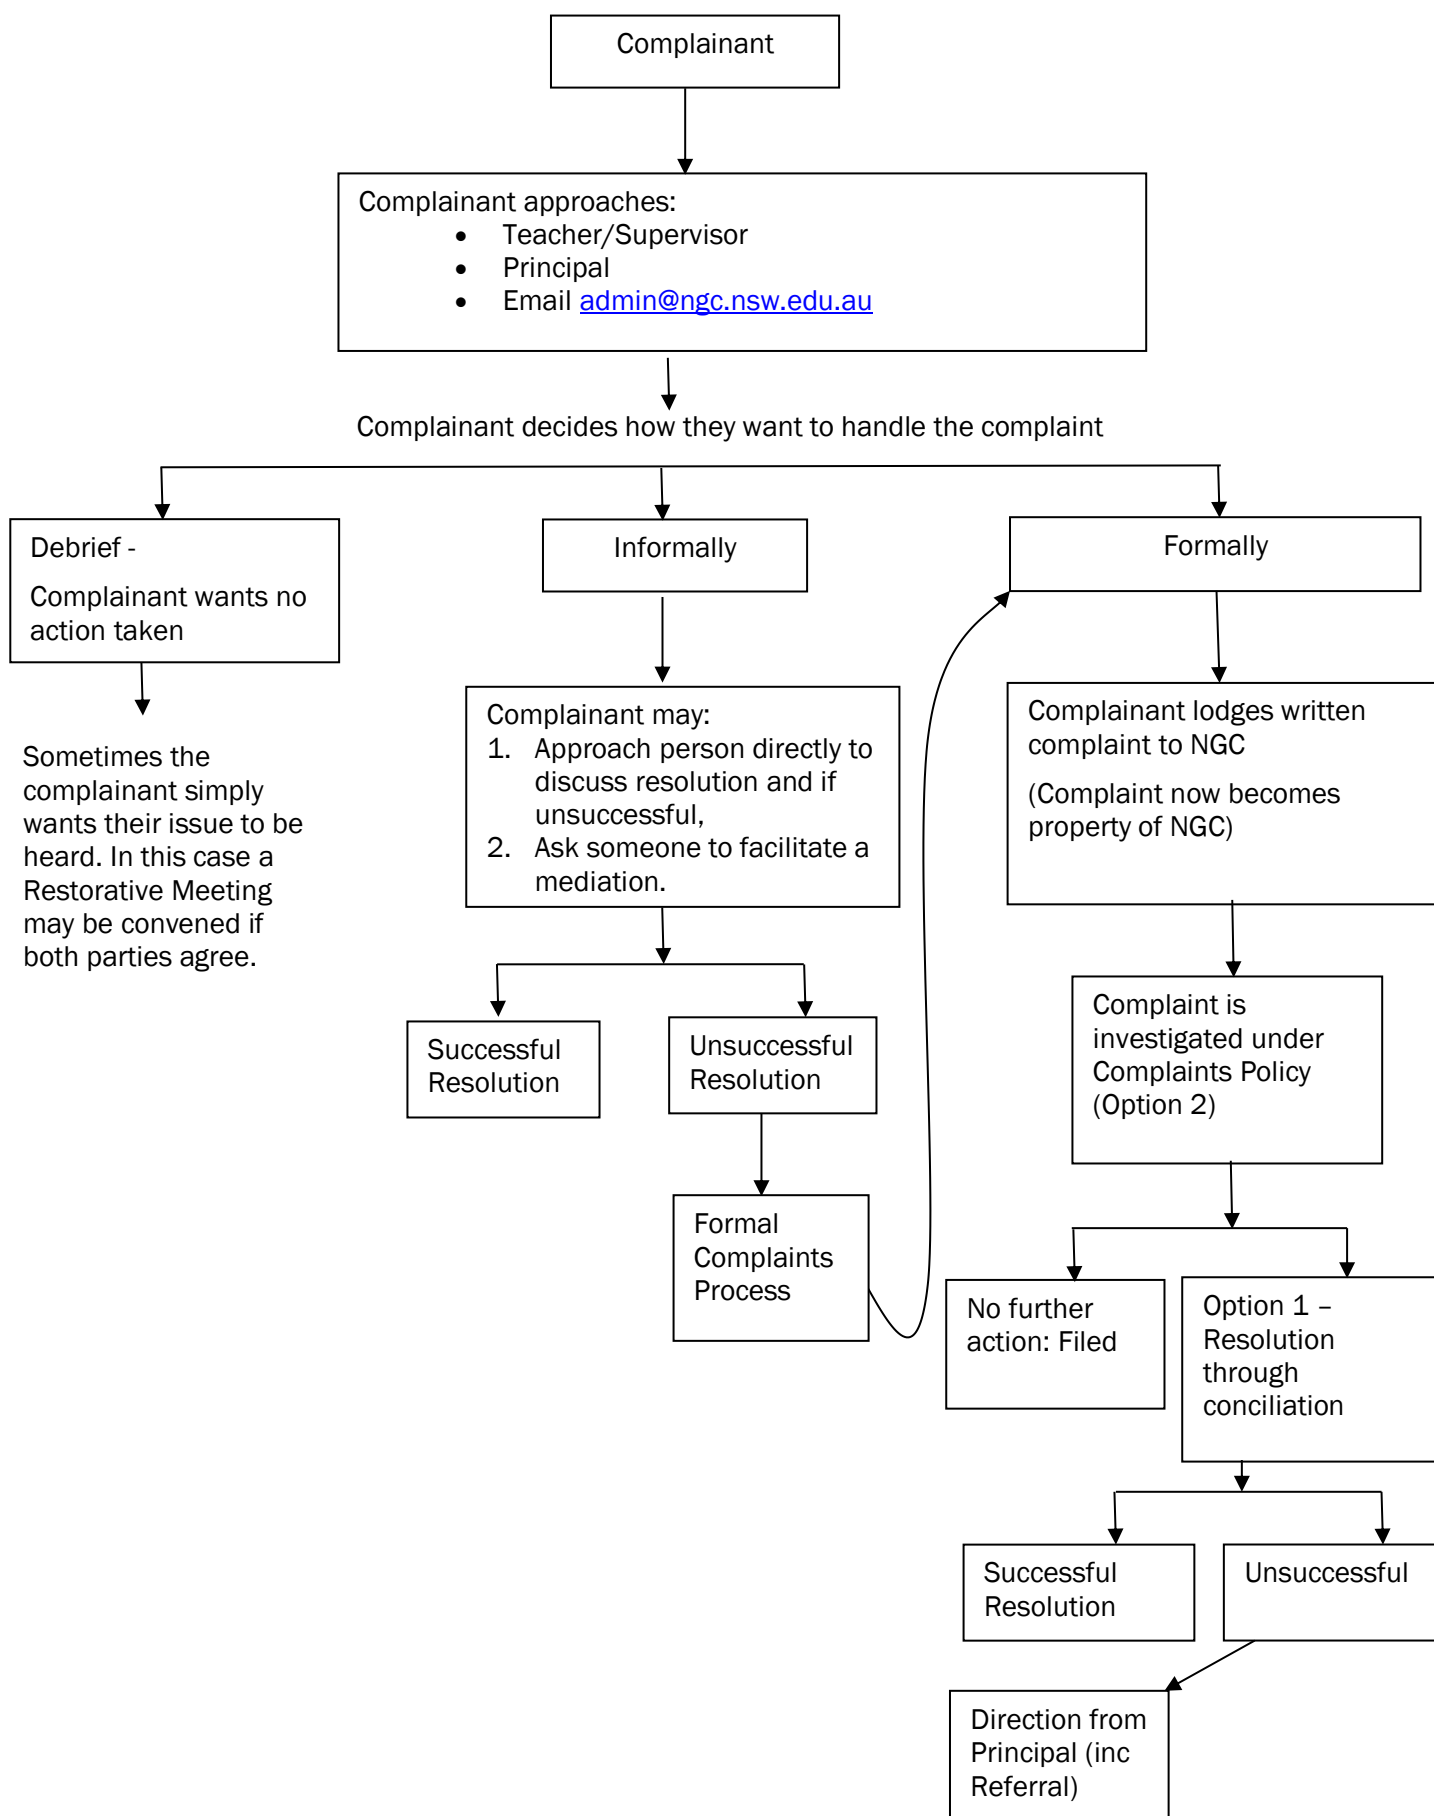 Complainant
Complainant approaches:
• Teacher/Supervisor
• Principal
• Email admin@ngc.nsw.edu.au
Complainant decides how they want to handle the complaint
Debrief -
Complainant wants no
action taken
Sometimes the
complainant simply
wants their issue to be
heard. In this case a
Restorative Meeting
may be convened if
both parties agree.
Informally
Complainant may:
1. Approach person directly to
discuss resolution and if
unsuccessful,
2. Ask someone to facilitate a
mediation.
Successful
Resolution
Unsuccessful
Resolution
Formal
Complaints
Process
Formally
Complainant lodges written
complaint to NGC
(Complaint now becomes
property of NGC)
Complaint is
investigated under
Complaints Policy
(Option 2)
No further
action: Filed
Option 1 –
Resolution
through
conciliation
Successful
Resolution
Unsuccessful
Direction from
Principal (inc
Referral)